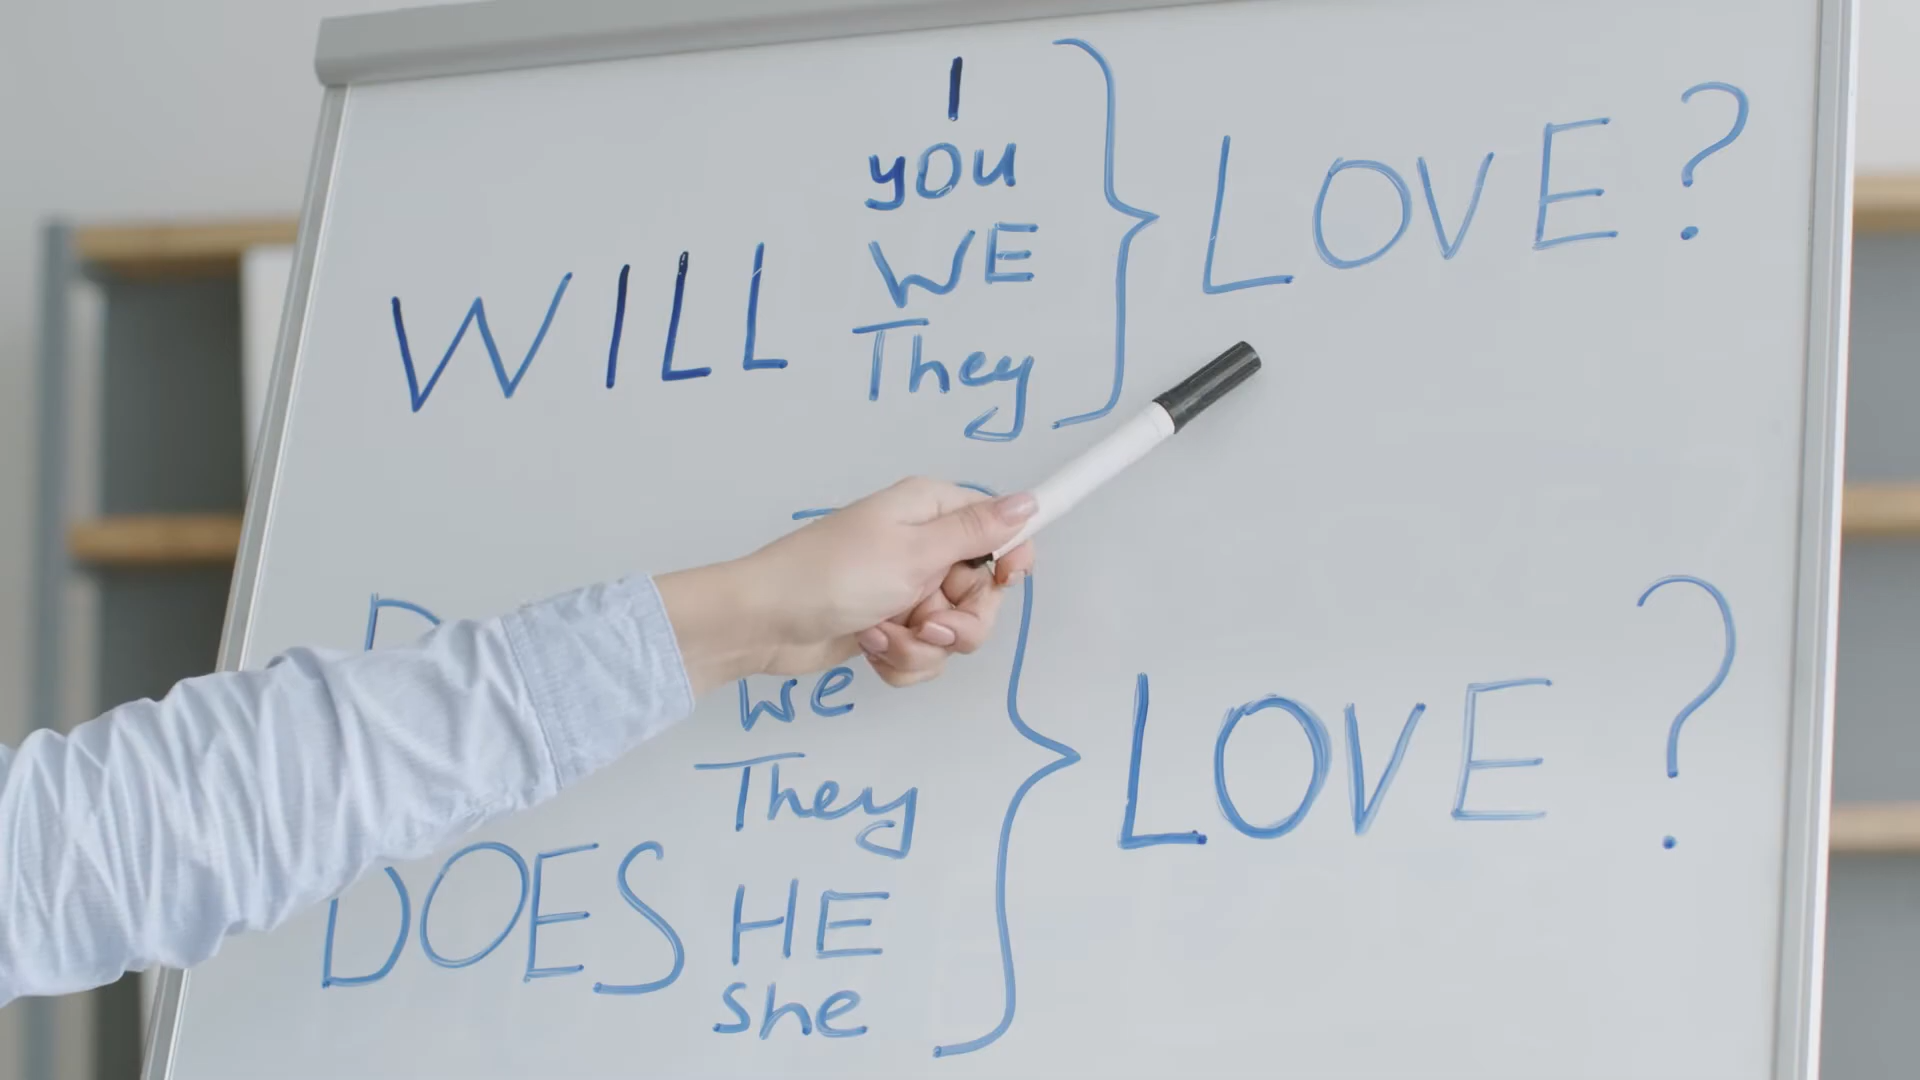 I
you
WE
They
WILL
LOVE?
we
They
LOVE?
DOES
HE
she